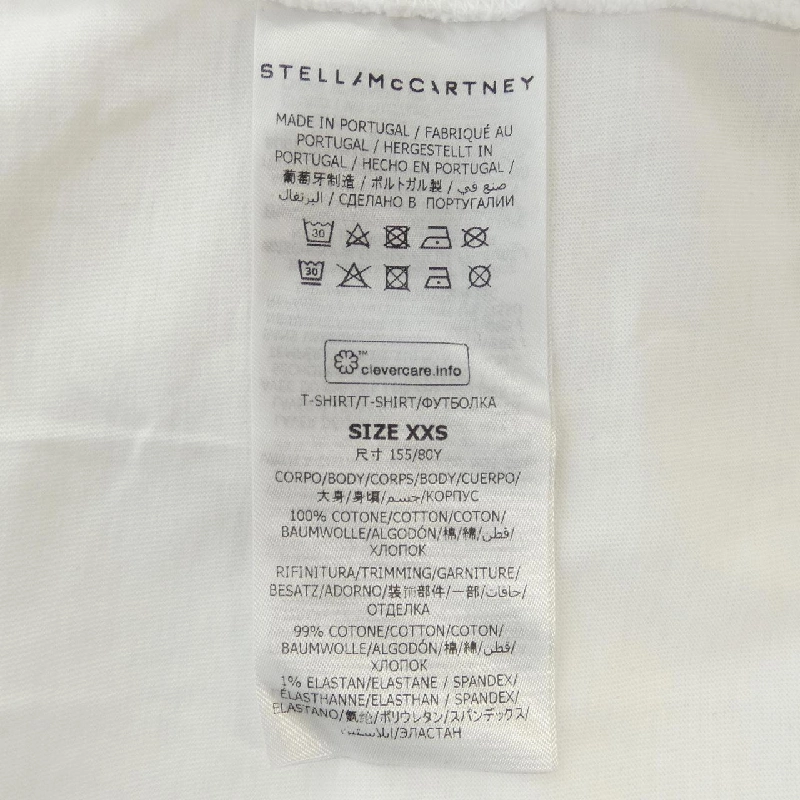 STELLA McCARTNEY
MADE IN PORTUGAL / FABRIQUÉ AU
PORTUGAL / HERGESTELLT IN
PORTUGAL / HECHO EN PORTUGAL /
葡萄牙制造 / ポルトガル製 / صنع في
البرتغال / СДЕЛАНО В ПОРТУГАЛИИ
30
30
™
clevercare.info
T-SHIRT/T-SHIRT/ФУТБОЛКА
SIZE XXS
尺寸 155/80Y
CORPO/BODY/CORPS/BODY/CUERPO/
大身/身頃/جسم/КОРПУС
100% COTONE/COTTON/COTON/
BAUMWOLLE/ALGODÓN/棉/綿/قطن/
ХЛОПОК
RIFINITURA/TRIMMING/GARNITURE/
BESATZ/ADORNO/装饰部件/一部/حافات/
ОТДЕЛКА
99% COTONE/COTTON/COTON/
BAUMWOLLE/ALGODÓN/棉/綿/قطن/
ХЛОПОК
1% ELASTAN/ELASTANE / SPANDEX/
ÉLASTHANNE/ELASTHAN / SPANDEX/
ELASTANO/氨纶/ポリウレタン/スパンデックス/
/ЭЛАСТАН